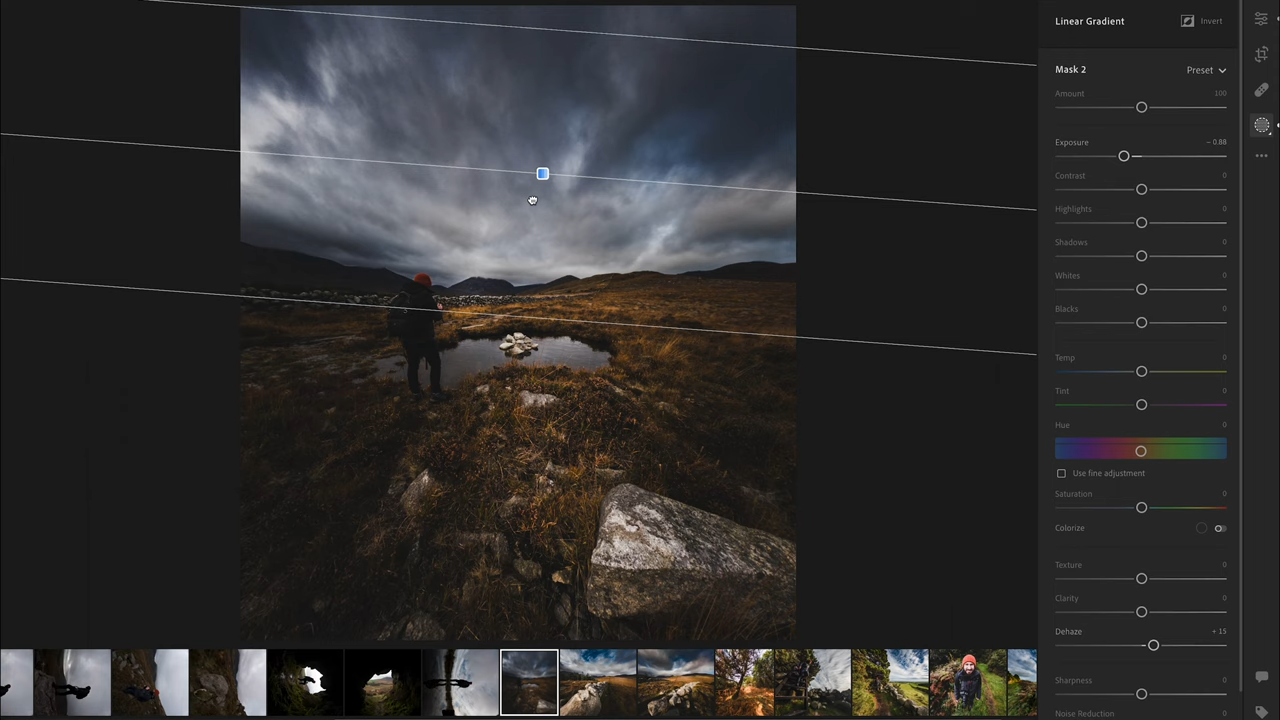 Linear Gradient Invert
Mask 2 Preset
Amount 100
Exposure – 0.88
Contrast 0
Highlights 0
Shadows 0
Whites 0
Blacks 0
Temp 0
Tint 0
Hue 0
Use fine adjustment
Saturation 0
Colorize
Texture 0
Clarity 0
Dehaze + 15
Sharpness 0
Noise Reduction 0